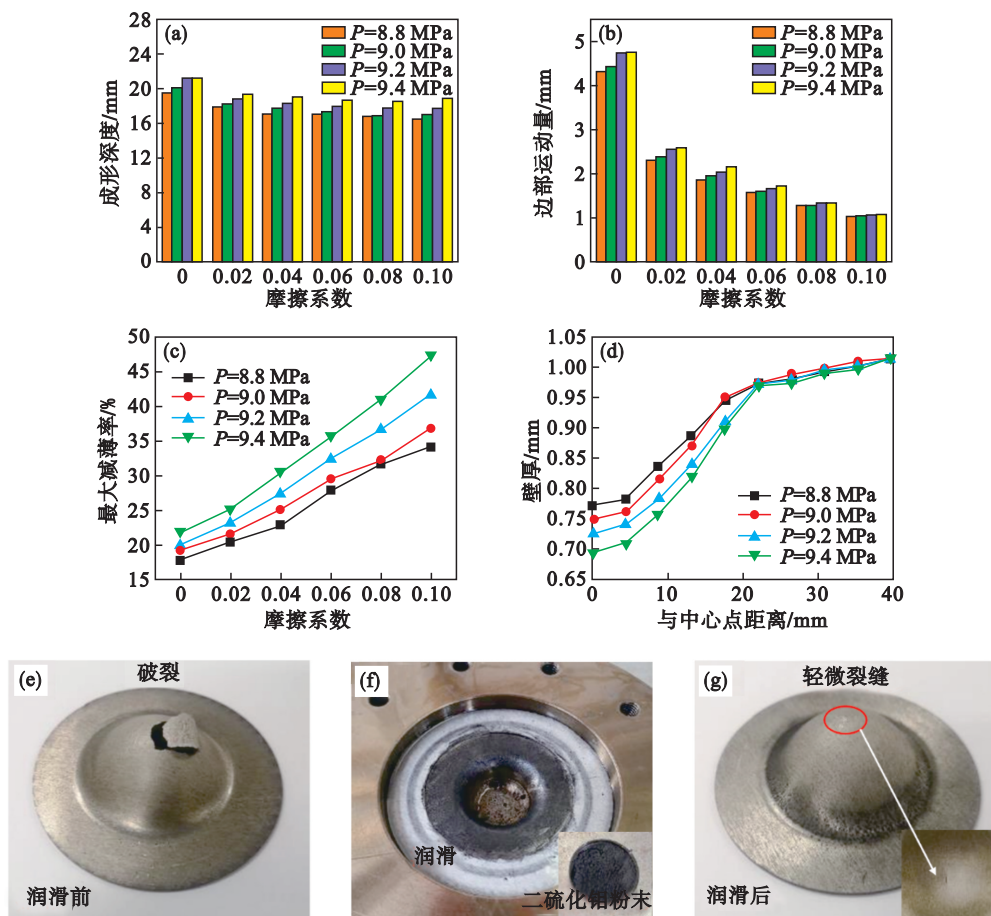 (a)
P=8.8 MPa
P=9.0 MPa
P=9.2 MPa
P=9.4 MPa
28
24
20
16
12
8
4
0
成形深度/mm
0 0.02 0.04 0.06 0.08 0.10
摩擦系数
(b)
P=8.8 MPa
P=9.0 MPa
P=9.2 MPa
P=9.4 MPa
5
4
3
2
1
0
边部运动量/mm
0 0.02 0.04 0.06 0.08 0.10
摩擦系数
(c)
P=8.8 MPa
P=9.0 MPa
P=9.2 MPa
P=9.4 MPa
50
45
40
35
30
25
20
15
最大减薄率/%
0 0.02 0.04 0.06 0.08 0.10
摩擦系数
(d)
1.05
1.00
0.95
0.90
0.85
0.80
0.75
0.70
0.65
壁厚/mm
P=8.8 MPa
P=9.0 MPa
P=9.2 MPa
P=9.4 MPa
0 10 20 30 40
与中心点距离/mm
(e)
破裂
润滑前
(f)
润滑
二硫化钼粉末
(g)
轻微裂缝
润滑后